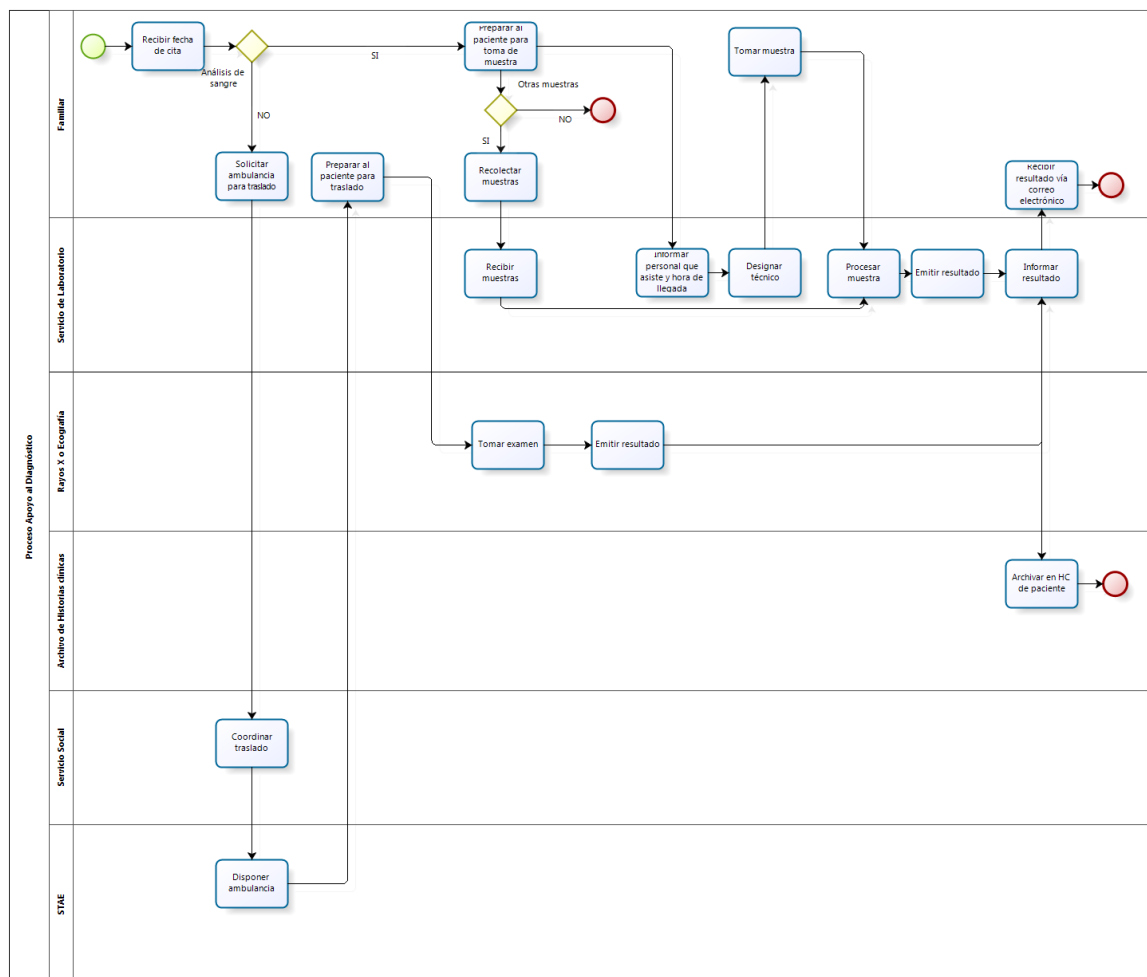 Proceso Apoyo al Diagnóstico
Familiar
Recibir fecha
de cita
Análisis de
sangre
SI
NO
Preparar al
paciente para
toma de
muestra
Otras muestras
NO
SI
Tomar muestra
Solicitar
ambulancia
para traslado
Preparar al
paciente para
traslado
Recolectar
muestras
Recibir
resultado vía
correo
electrónico
Servicio de Laboratorio
Recibir
muestras
Informar
personal que
asiste y hora de
llegada
Designar
técnico
Procesar
muestra
Emitir resultado
Informar
resultado
Rayos X o Ecografía
Tomar examen
Emitir resultado
Archivo de Historias clínicas
Archivar en HC
de paciente
Servicio Social
Coordinar
traslado
STAE
Disponer
ambulancia